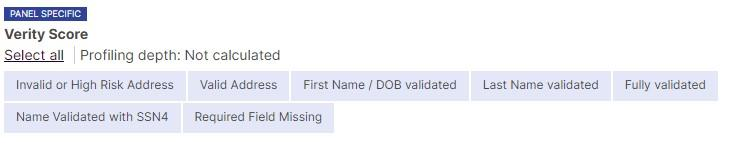 PANEL SPECIFIC
Verity Score
Select all Profiling depth: Not calculated
Invalid or High Risk Address Valid Address First Name / DOB validated Last Name validated Fully validated
Name Validated with SSN4 Required Field Missing